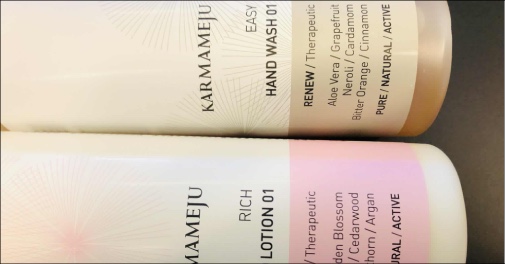 KARMAMEJU
EASY
HAND WASH 01
RENEW / Therapeutic
Aloe Vera / Grapefruit
Neroli / Cardamom
Bitter Orange / Cinnamon
PURE / NATURAL / ACTIVE
MAMEJU
RICH
LOTION 01
/ Therapeutic
den Blossom
/ Cedarwood
thorn / Argan
URAL / ACTIVE